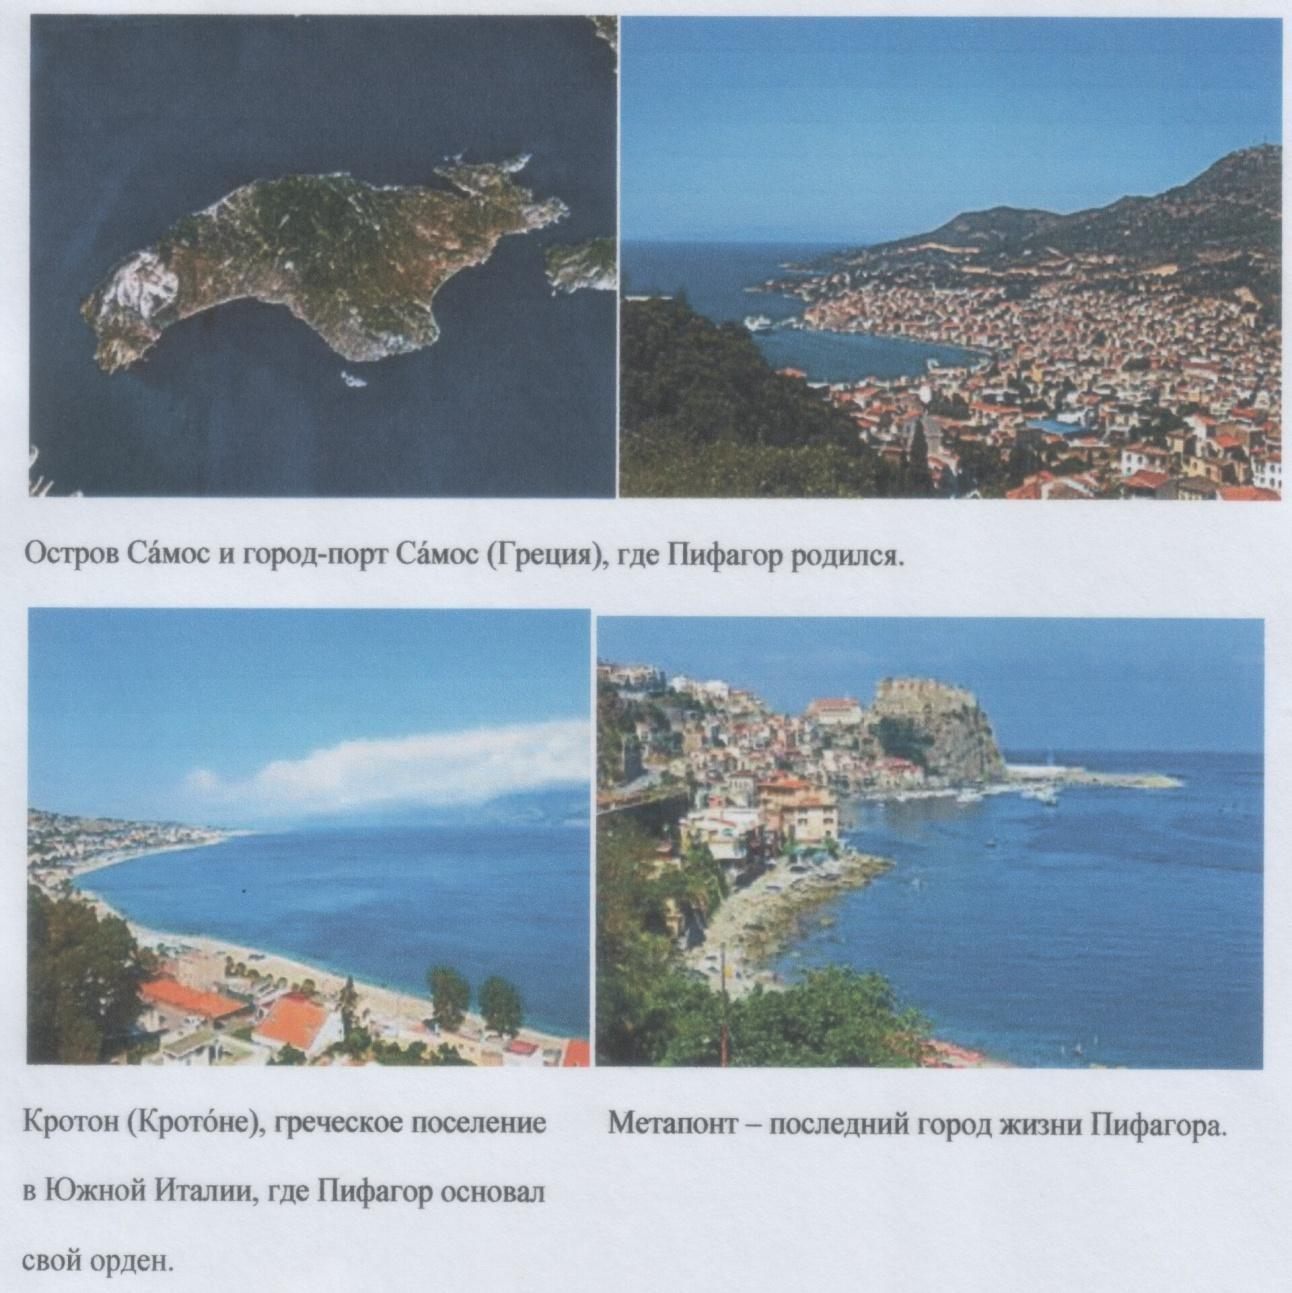 Остров Са́мос и город-порт Са́мос (Греция), где Пифагор родился.
Кротон (Крото́не), греческое поселение
в Южной Италии, где Пифагор основал
свой орден.
Метапонт – последний город жизни Пифагора.